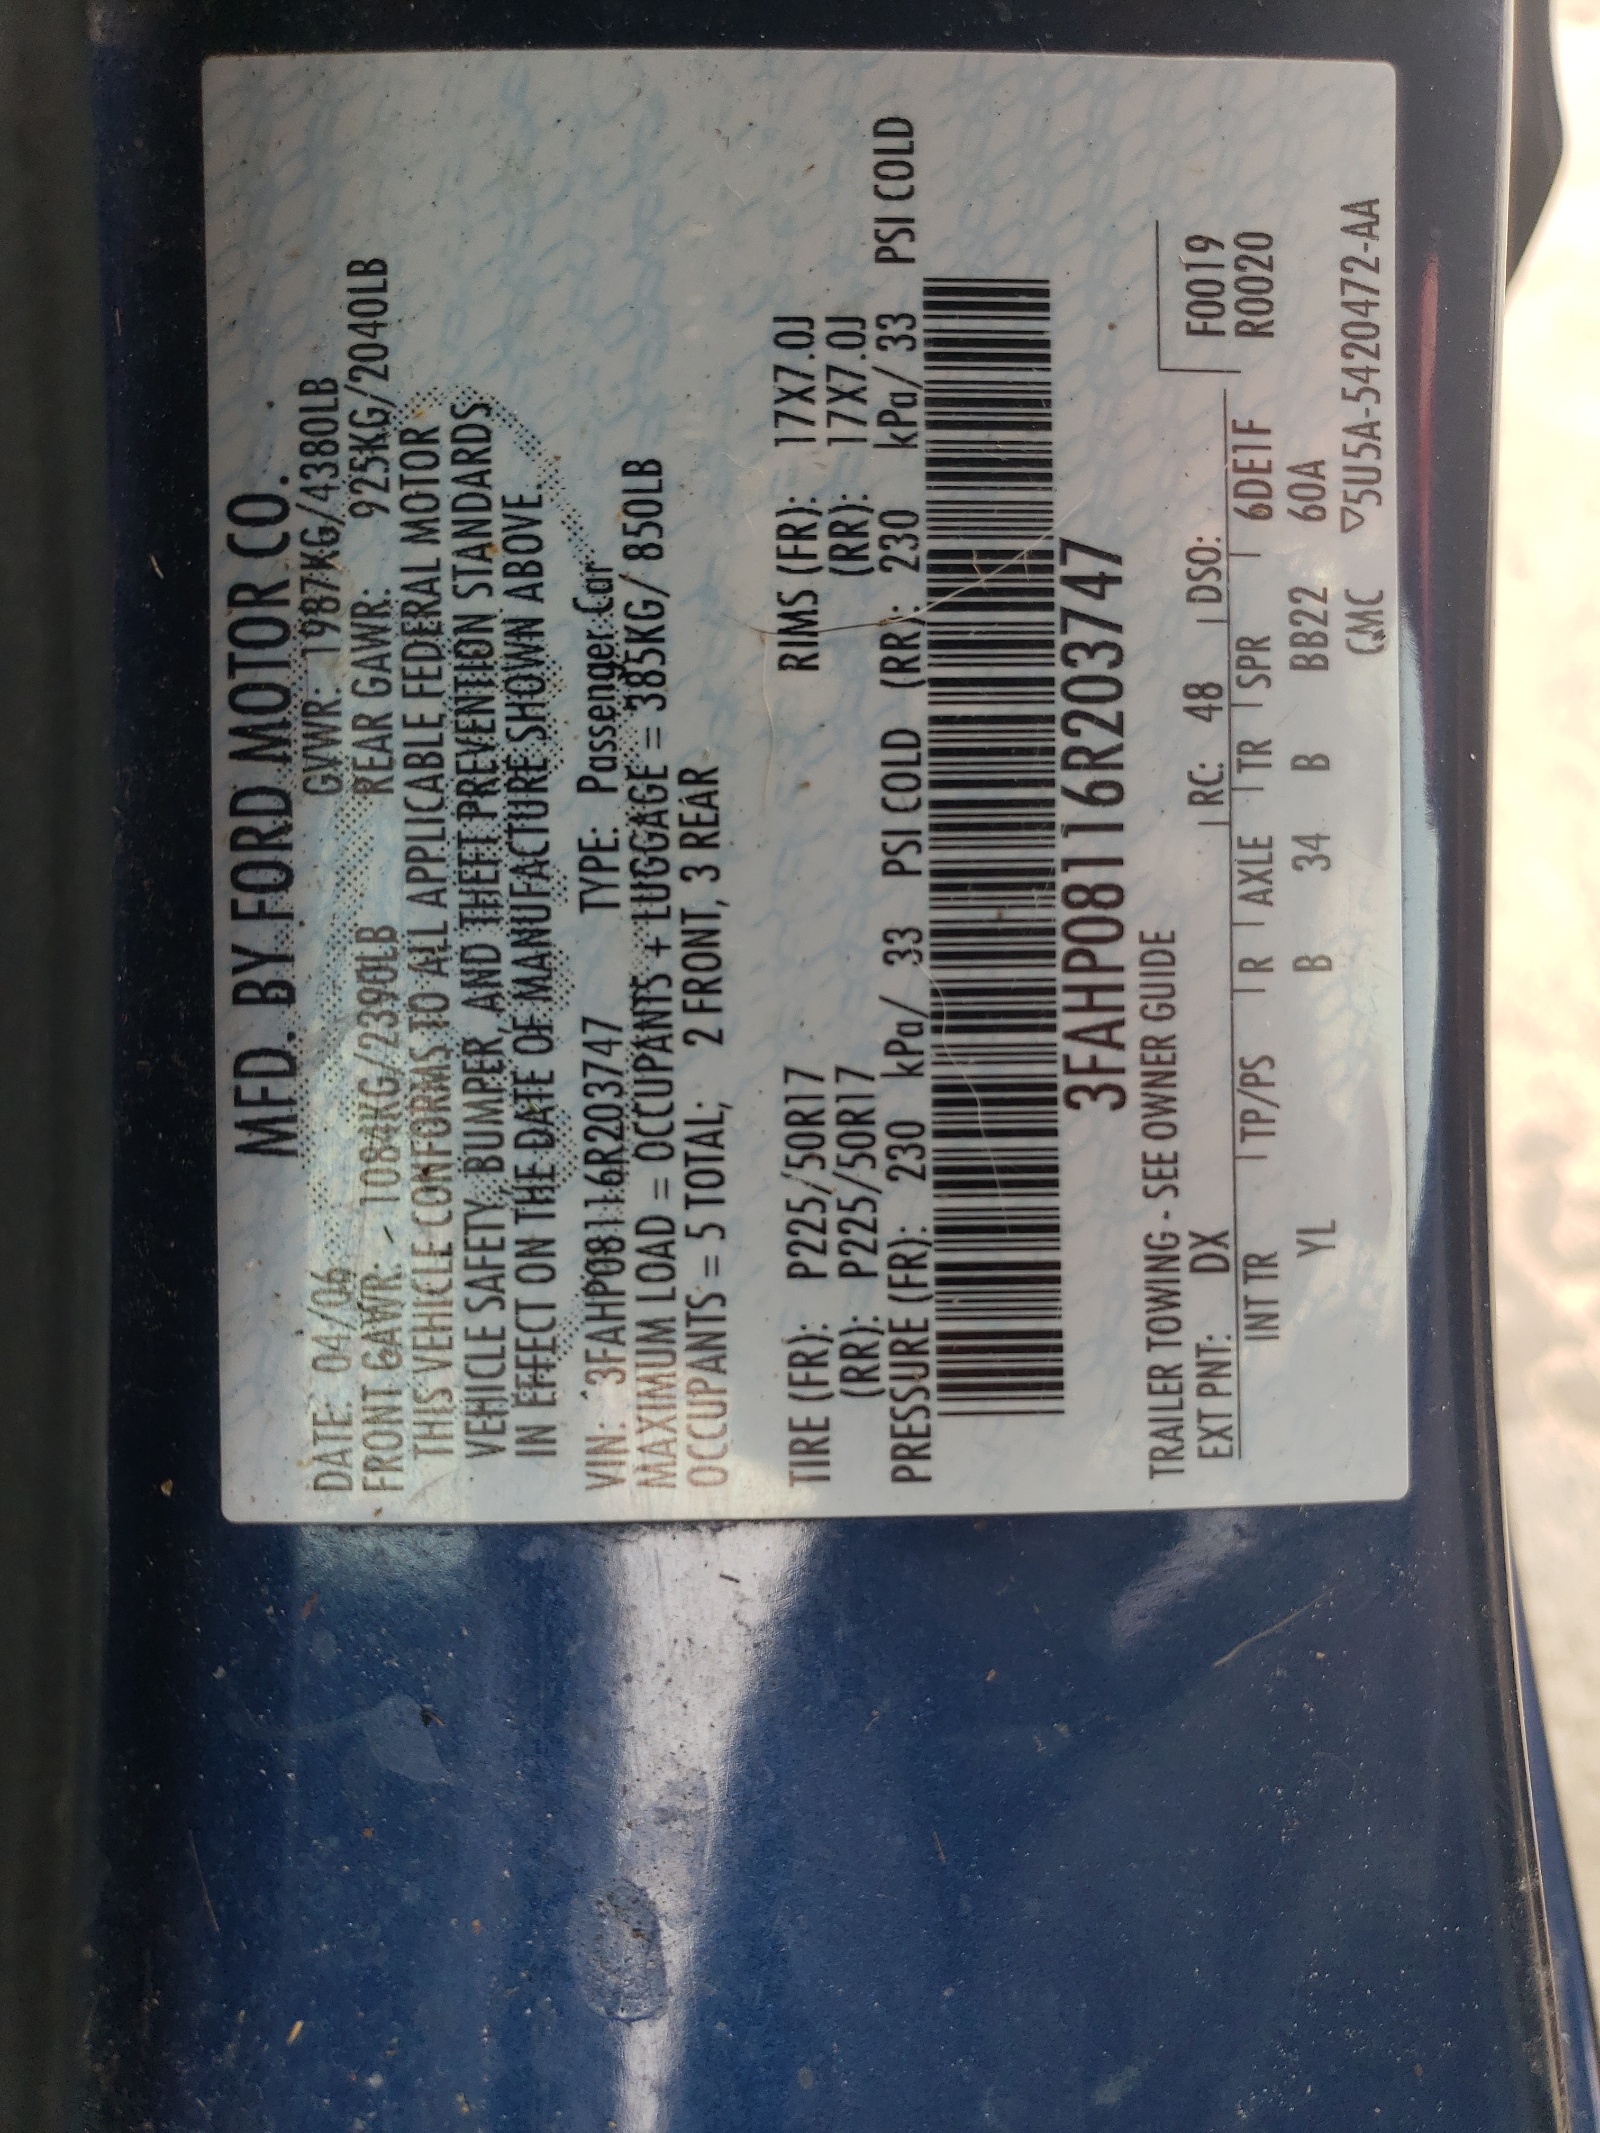 MFD. BY FORD MOTOR CO.
DATE: 04/06 GVWR: 1987KG/4380LB
FRONT GAWR: 1084KG/2390LB REAR GAWR: 925KG/2040LB
THIS VEHICLE CONFORMS TO ALL APPLICABLE FEDERAL MOTOR
VEHICLE SAFETY, BUMPER, AND THEFT PREVENTION STANDARDS
IN EFFECT ON THE DATE OF MANUFACTURE SHOWN ABOVE.
VIN: 3FAHP08116R203747 TYPE: Passenger Car
MAXIMUM LOAD = OCCUPANTS + LUGGAGE = 385KG/ 850LB
OCCUPANTS = 5 TOTAL; 2 FRONT, 3 REAR
TIRE (FR): P225/50R17 RIMS (FR): 17X7.0J
(RR): P225/50R17 (RR): 17X7.0J
PRESSURE (FR): 230 kPa/ 33 PSI COLD (RR): 230 kPa/ 33 PSI COLD
3FAHP08116R203747
TRAILER TOWING - SEE OWNER GUIDE
EXT PNT: DX RC: 48 DSO: F0019
INT TR TP/PS R AXLE TR SPR 6DE1F R0020
YL B 34 B BB22 60A
CMC ▽5U5A-5420472-AA